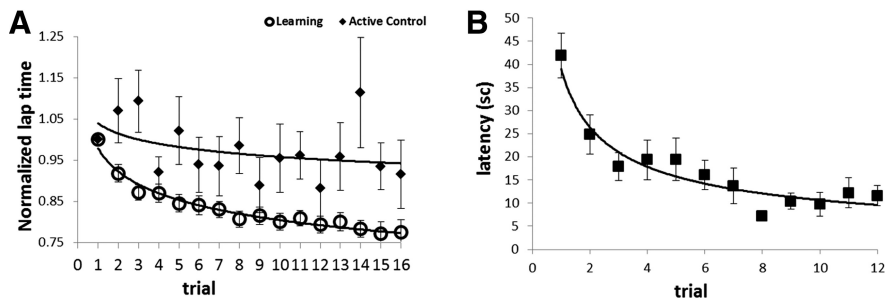 A
Learning Active Control
Normalized lap time
1.25
1.15
1.05
0.95
0.85
0.75
0 1 2 3 4 5 6 7 8 9 10 11 12 13 14 15 16
trial
B
latency (sc)
50
45
40
35
30
25
20
15
10
5
0
0 2 4 6 8 10 12
trial